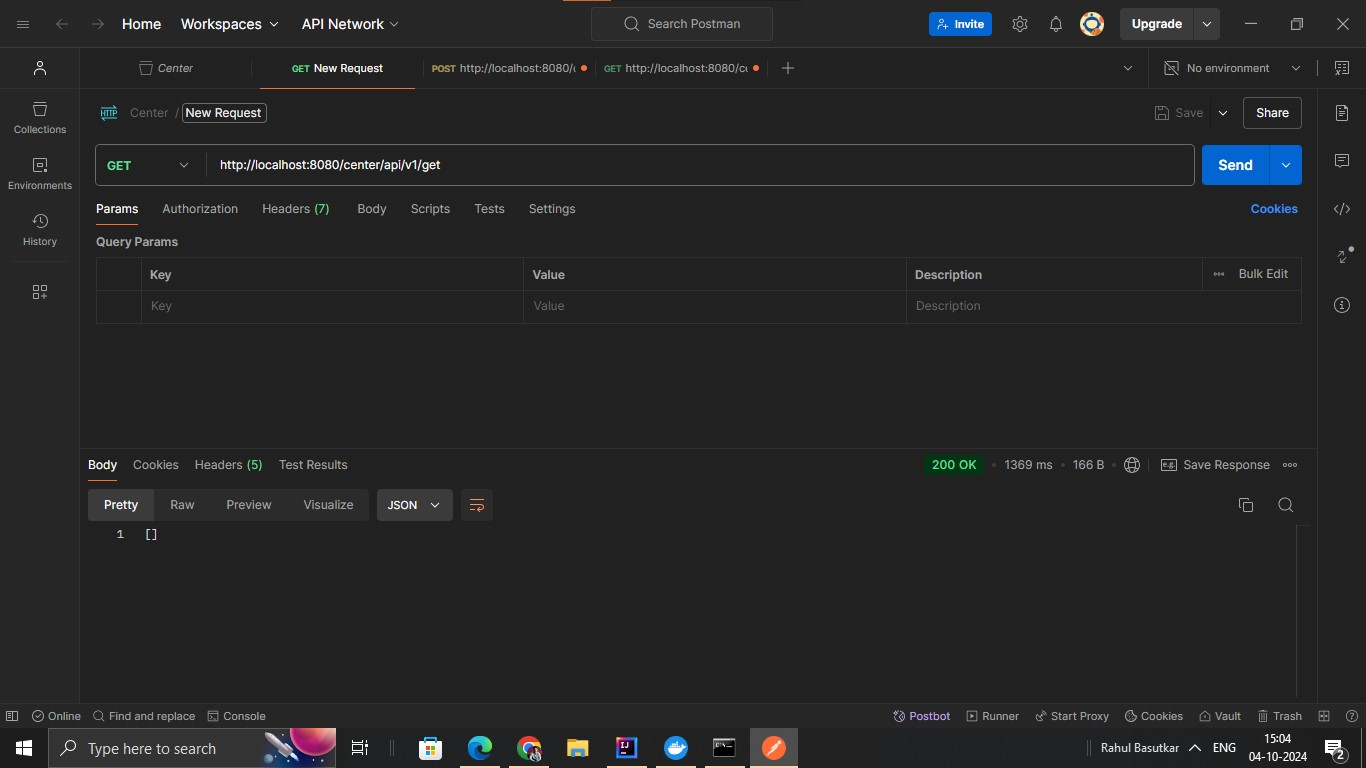 Home Workspaces API Network Search Postman Invite Upgrade
Center GET New Request POST http://localhost:8080/ GET http://localhost:8080/c No environment
Center / New Request Save Share
GET http://localhost:8080/center/api/v1/get Send
Collections
Environments
History
Params Authorization Headers (7) Body Scripts Tests Settings Cookies
Query Params
Key Value Description Bulk Edit
Key Value Description
Body Cookies Headers (5) Test Results 200 OK 1369 ms 166 B e.g. Save Response
Pretty Raw Preview Visualize JSON
1 []
Online Find and replace Console Postbot Runner Start Proxy Cookies Vault Trash
Type here to search Rahul Basutkar ENG 15:04
04-10-2024 2